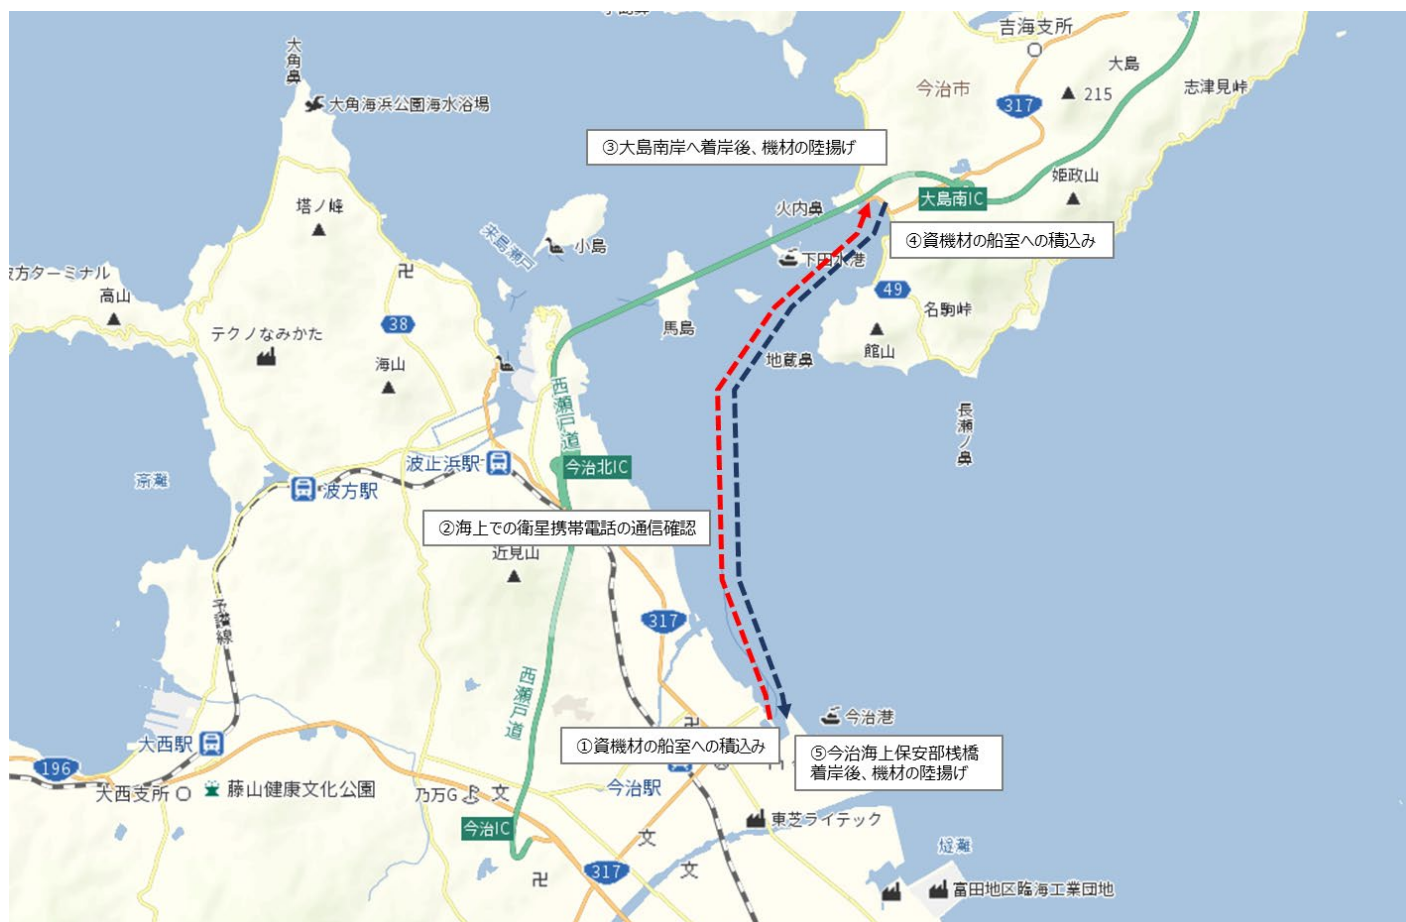 吉海支所
大角鼻
大島
志津見峠
今治市
317
215
大角海浜公園海水浴場
③大島南岸へ着岸後、機材の陸揚げ
姫政山
大島南IC
塔ノ峰
火内鼻
④資機材の船室への積込み
来島瀬戸
小島
下田水港
高山
49
名駒峠
38
馬島
テクノなみかた
館山
地蔵鼻
海山
西瀬戸道
長瀬ノ鼻
波止浜駅
今治北IC
斎灘
波方駅
②海上での衛星携帯電話の通信確認
近見山
予讃線
317
西瀬戸道
今治港
①資機材の船室への積込み
⑤今治海上保安部桟橋
着岸後、機材の陸揚げ
大西駅
196
大西支所
藤山健康文化公園
乃万G
文
今治駅
今治IC
東芝ライテック
文
317
文
燧灘
富田地区臨海工業団地